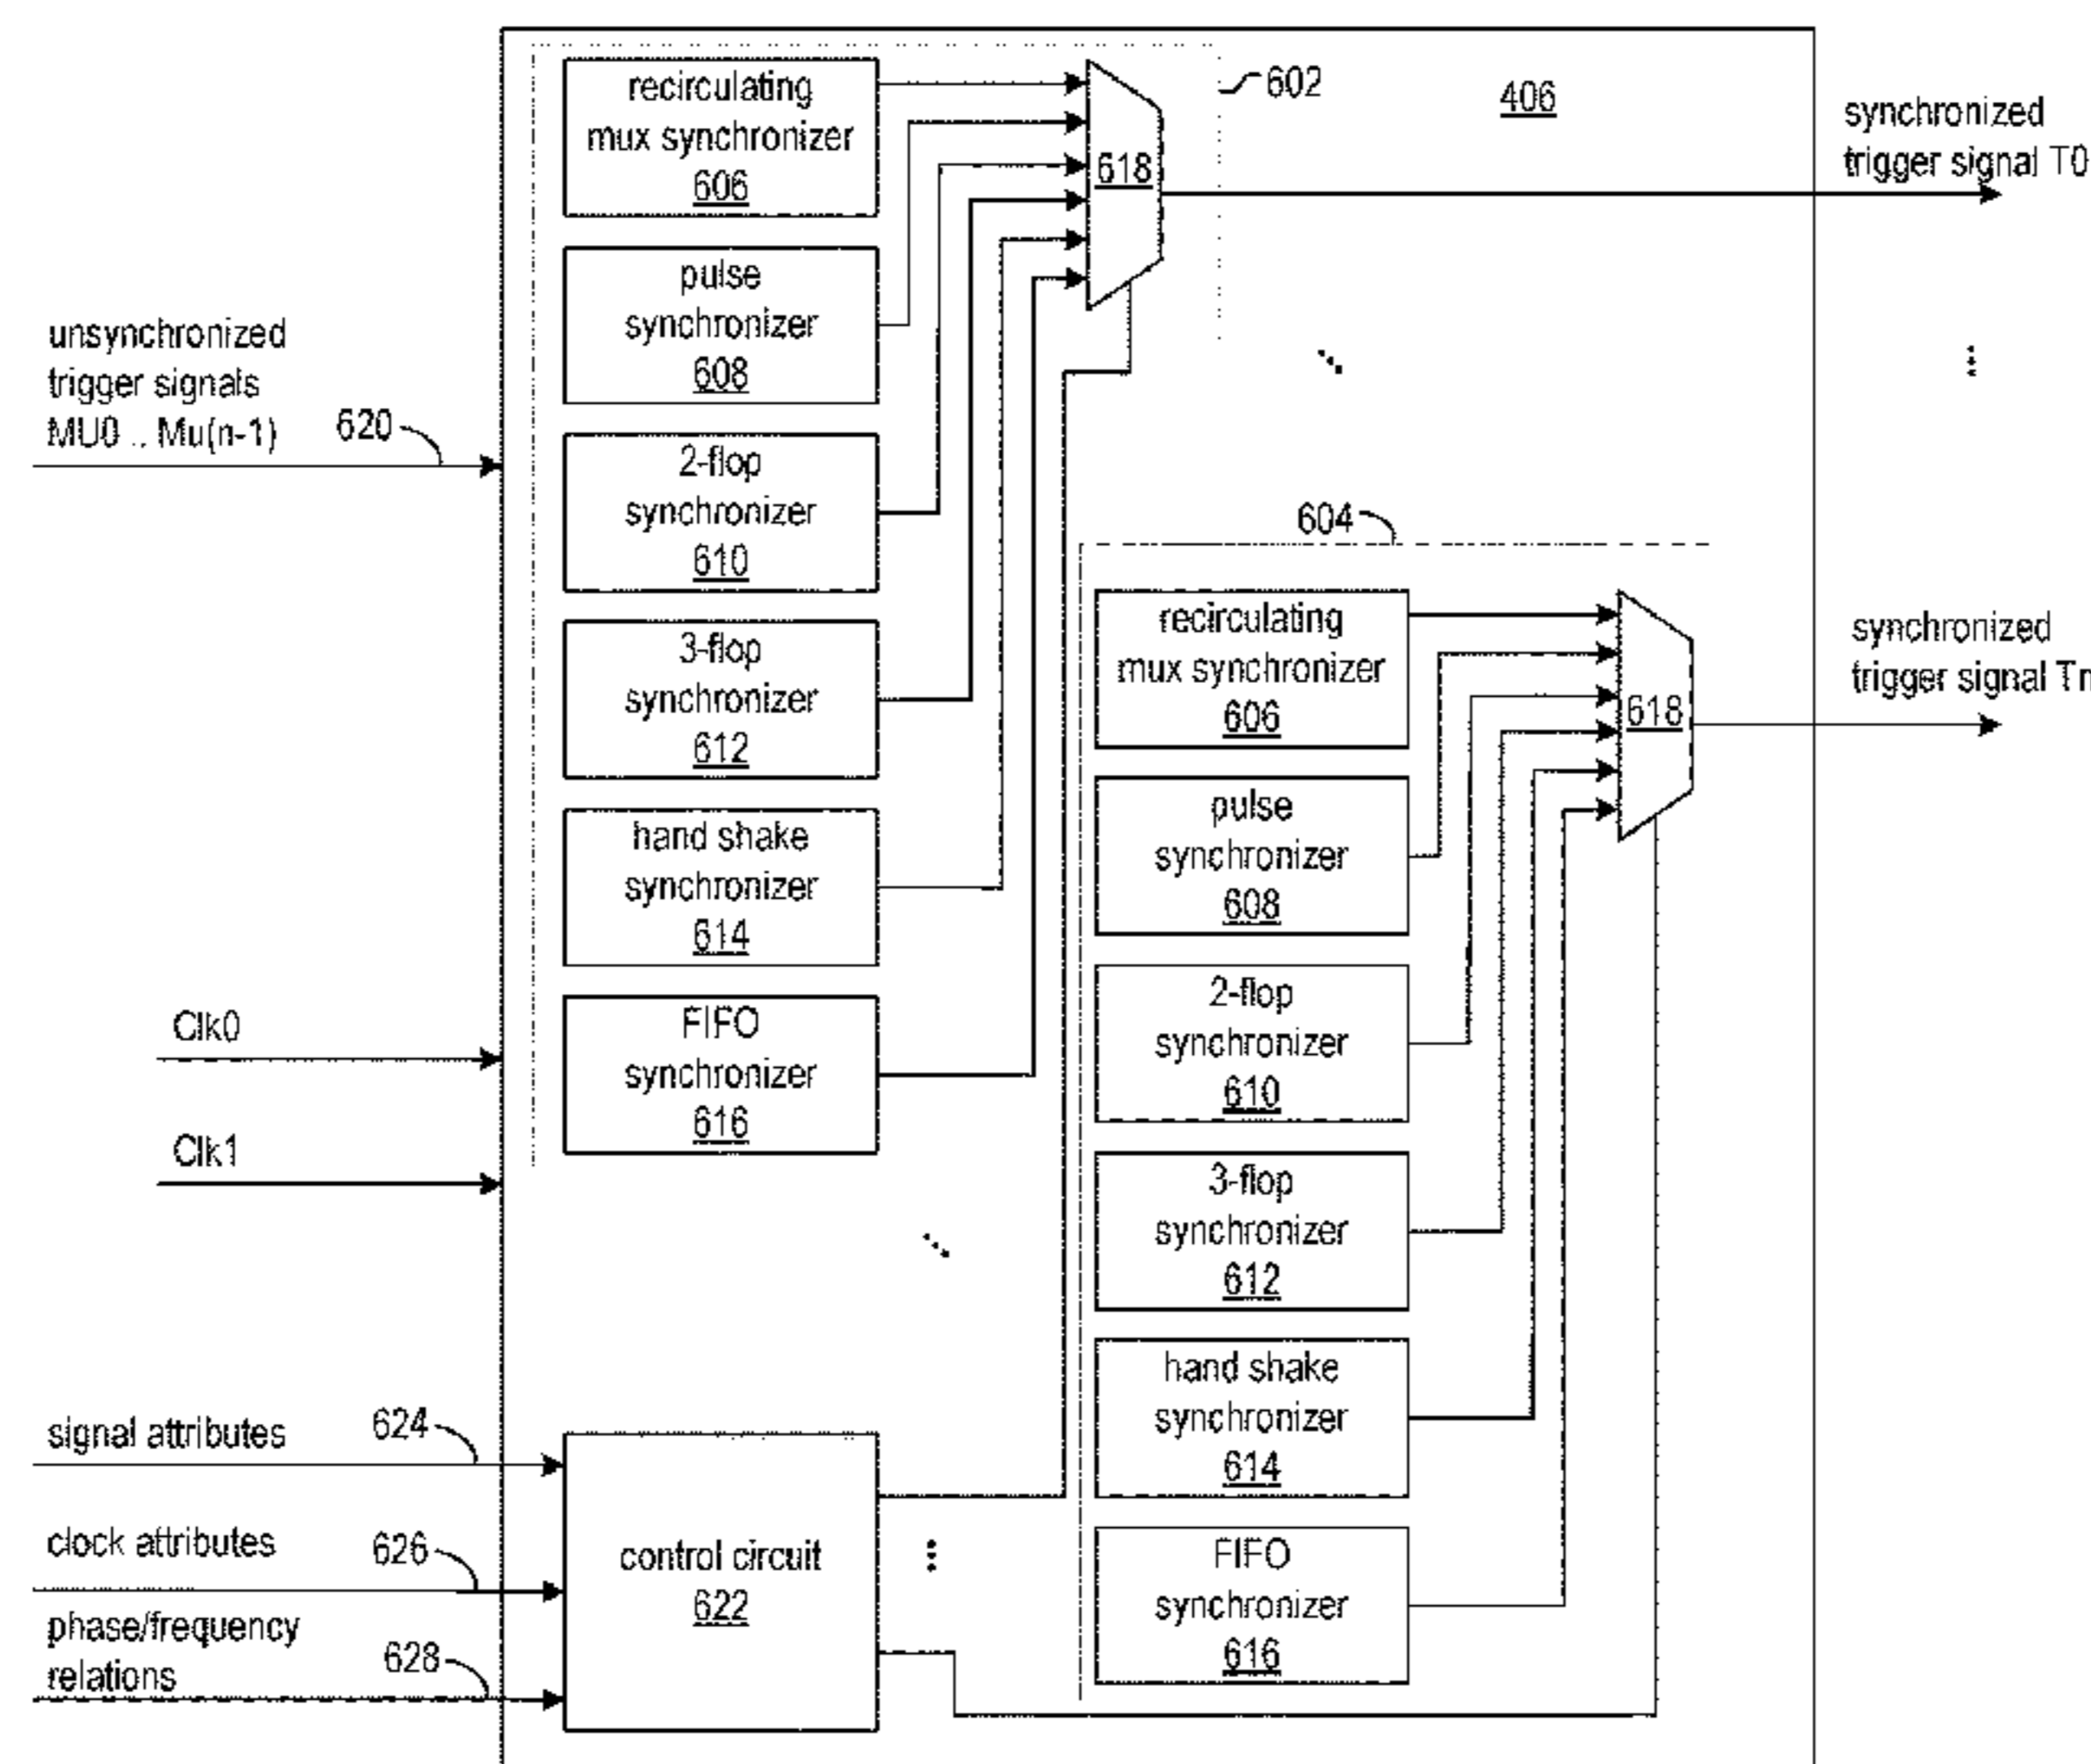 602
406
synchronized
trigger signal T0
recirculating
mux synchronizer
606
618
pulse
synchronizer
608
unsynchronized
trigger signals
MU0 .. Mu(n-1)
620
2-flop
synchronizer
610
604
3-flop
synchronizer
612
recirculating
mux synchronizer
606
618
synchronized
trigger signal Tn
hand shake
synchronizer
614
pulse
synchronizer
608
Clk0
FIFO
synchronizer
616
2-flop
synchronizer
610
Clk1
3-flop
synchronizer
612
hand shake
synchronizer
614
signal attributes
624
clock attributes
626
phase/frequency
relations
628
control circuit
622
FIFO
synchronizer
616